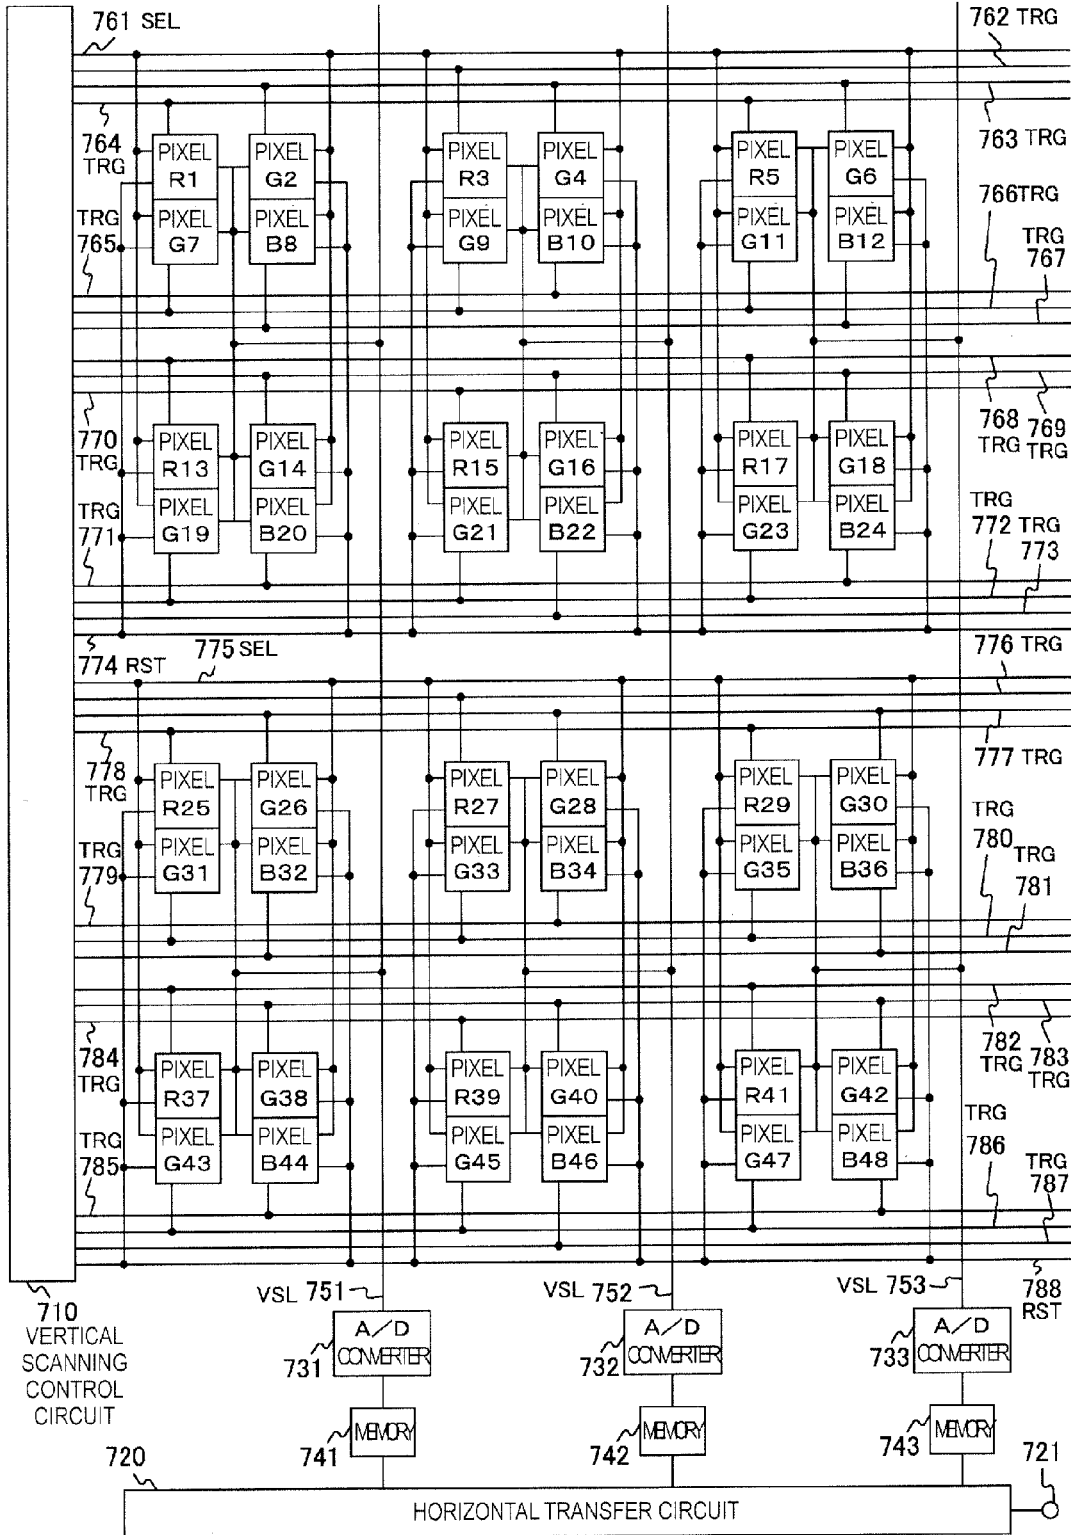 761 SEL
762 TRG
764
TRG
763 TRG
PIXEL R1 PIXEL G2 PIXEL R3 PIXEL G4 PIXEL R5 PIXEL G6
766 TRG
TRG
765
PIXEL G7 PIXEL B8 PIXEL G9 PIXEL B10 PIXEL G11 PIXEL B12
TRG
767
770
TRG
768
TRG
769
TRG
PIXEL R13 PIXEL G14 PIXEL R15 PIXEL G16 PIXEL R17 PIXEL G18
TRG
771
PIXEL G19 PIXEL B20 PIXEL G21 PIXEL B22 PIXEL G23 PIXEL B24
TRG
772
TRG
773
774 RST
775 SEL
776 TRG
778
TRG
777 TRG
PIXEL R25 PIXEL G26 PIXEL R27 PIXEL G28 PIXEL R29 PIXEL G30
TRG
779
PIXEL G31 PIXEL B32 PIXEL G33 PIXEL B34 PIXEL G35 PIXEL B36
TRG
780
TRG
781
784
TRG
782
TRG
783
TRG
PIXEL R37 PIXEL G38 PIXEL R39 PIXEL G40 PIXEL R41 PIXEL G42
TRG
785
PIXEL G43 PIXEL B44 PIXEL G45 PIXEL B46 PIXEL G47 PIXEL B48
TRG
786
TRG
787
788
RST
710
VERTICAL
SCANNING
CONTROL
CIRCUIT
VSL 751
VSL 752
VSL 753
A/D
CONVERTER
731
A/D
CONVERTER
732
A/D
CONVERTER
733
MEMORY
741
MEMORY
742
MEMORY
743
720
721
HORIZONTAL TRANSFER CIRCUIT